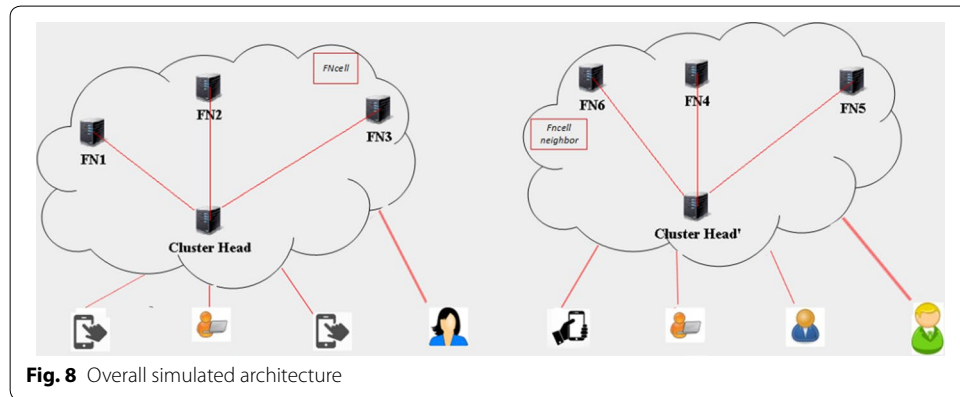 FNcell
FN1
FN2
FN3
Cluster Head
FN6
FN4
FN5
Fncell
neighbor
Cluster Head'
Fig. 8 Overall simulated architecture